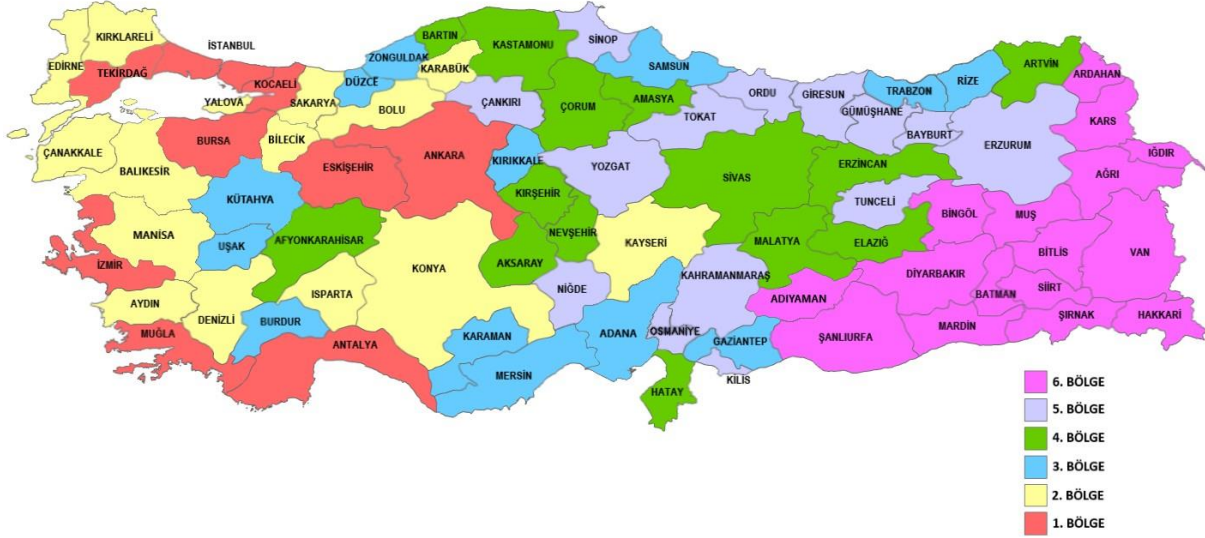 KIRKLARELİ
EDİRNE
TEKİRDAĞ
İSTANBUL
KOCAELİ
YALOVA
SAKARYA
DÜZCE
ZONGULDAK
BARTIN
KARABÜK
KASTAMONU
SİNOP
SAMSUN
BOLU
ÇANKIRI
ÇORUM
AMASYA
TOKAT
ORDU
GİRESUN
GÜMÜŞHANE
TRABZON
RİZE
ARTVİN
ARDAHAN
KARS
BAYBURT
ERZURUM
IĞDIR
AĞRI
ÇANAKKALE
BALIKESİR
BURSA
BİLECİK
ESKİŞEHİR
ANKARA
KIRIKKALE
YOZGAT
SİVAS
ERZİNCAN
TUNCELİ
BİNGÖL
MUŞ
BİTLİS
VAN
KÜTAHYA
MANİSA
UŞAK
AFYONKARAHİSAR
KIRŞEHİR
NEVŞEHİR
KAYSERİ
MALATYA
ELAZIĞ
İZMİR
AYDIN
DENİZLİ
ISPARTA
KONYA
AKSARAY
NİĞDE
KAHRAMANMARAŞ
ADIYAMAN
DİYARBAKIR
BATMAN
SİİRT
ŞIRNAK
HAKKARİ
MUĞLA
BURDUR
ANTALYA
KARAMAN
MERSİN
ADANA
OSMANİYE
GAZİANTEP
KİLİS
HATAY
ŞANLIURFA
MARDİN
6. BÖLGE
5. BÖLGE
4. BÖLGE
3. BÖLGE
2. BÖLGE
1. BÖLGE